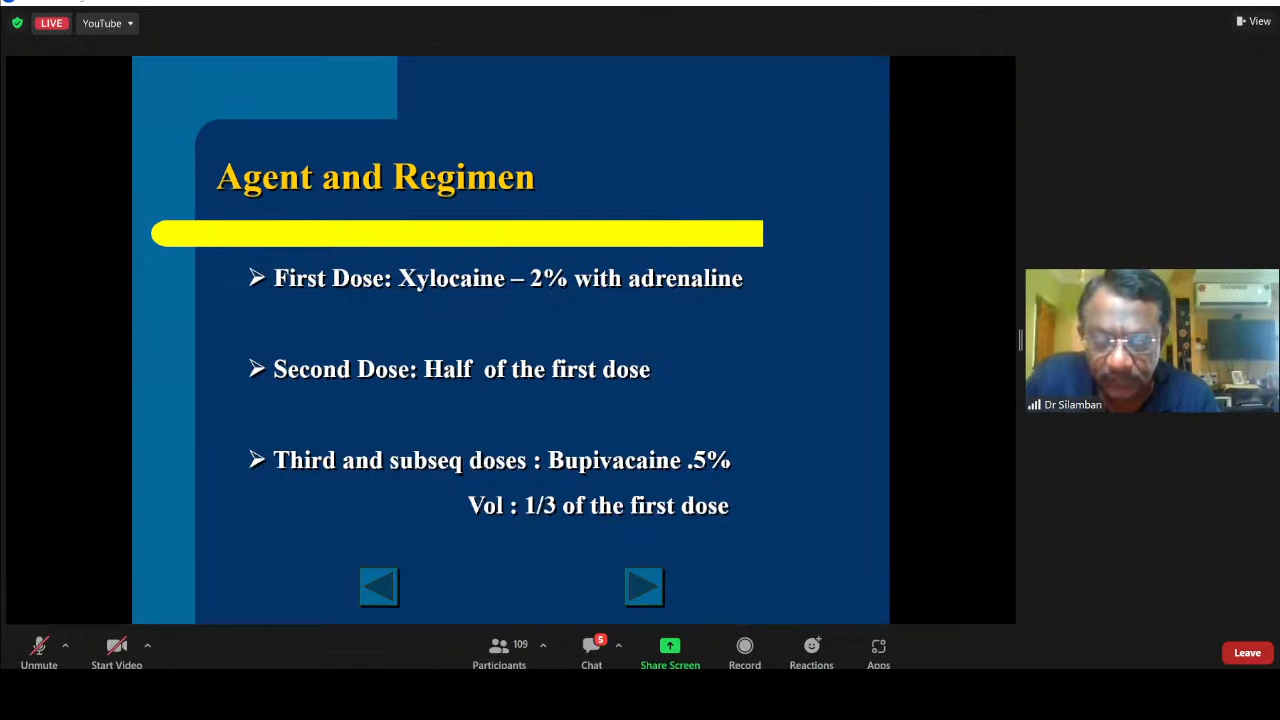 LIVE
YouTube
View
Agent and Regimen
➢ First Dose: Xylocaine – 2% with adrenaline
➢ Second Dose: Half of the first dose
➢ Third and subseq doses : Bupivacaine .5%
Vol : 1/3 of the first dose
Dr Silamban
Unmute
Start Video
109
Participants
5
Chat
Share Screen
Record
Reactions
Apps
Leave